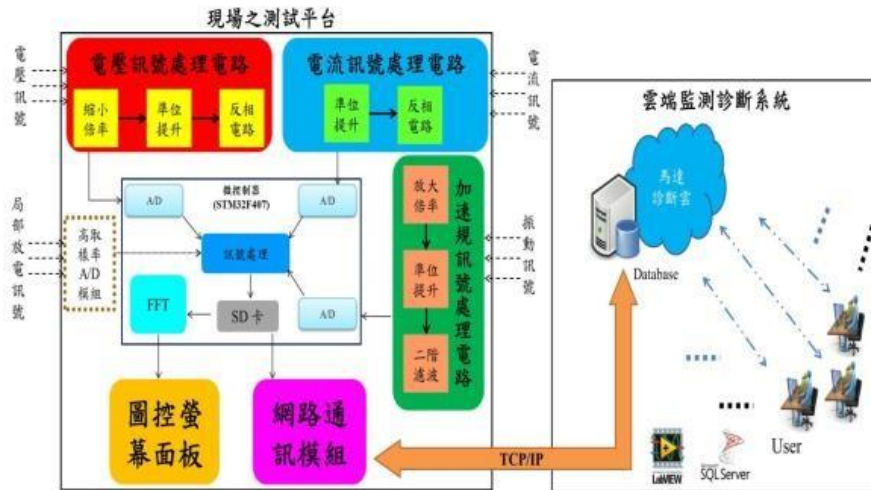 現場之測試平台
電壓訊號
電壓訊號處理電路
縮小
倍率
準位
提升
反相
電路
電流訊號處理電路
準位
提升
反相
電路
電流訊號
微控制器
(STM32F407)
A/D
A/D
訊號處理
FFT
SD卡
A/D
局部放電訊號
高取
樣率
A/D
模組
加速規訊號處理電路
放大
倍率
準位
提升
二階
濾波
振動訊號
圖控螢
幕面板
網路通
訊模組
TCP/IP
雲端監測診斷系統
馬達
診斷雲
Database
User
LabVIEW
SQL Server